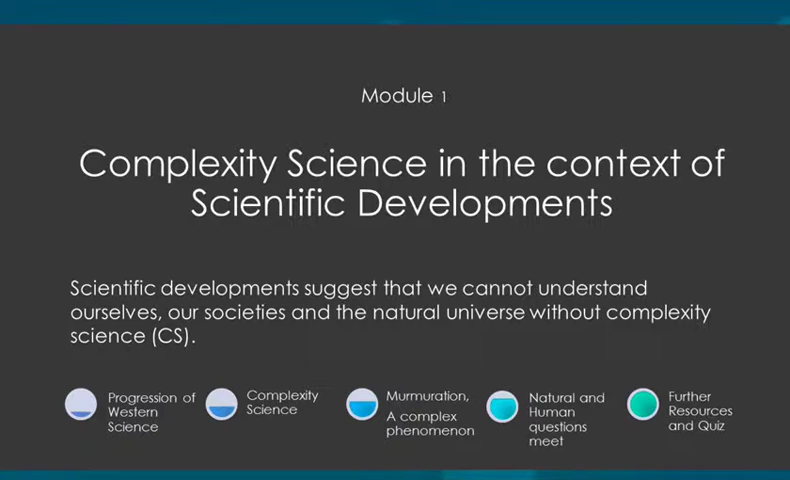 Module 1
Complexity Science in the context of
Scientific Developments
Scientific developments suggest that we cannot understand
ourselves, our societies and the natural universe without complexity
science (CS).
Progression of
Western
Science
Complexity
Science
Murmuration,
A complex
phenomenon
Natural and
Human
questions
meet
Further
Resources
and Quiz